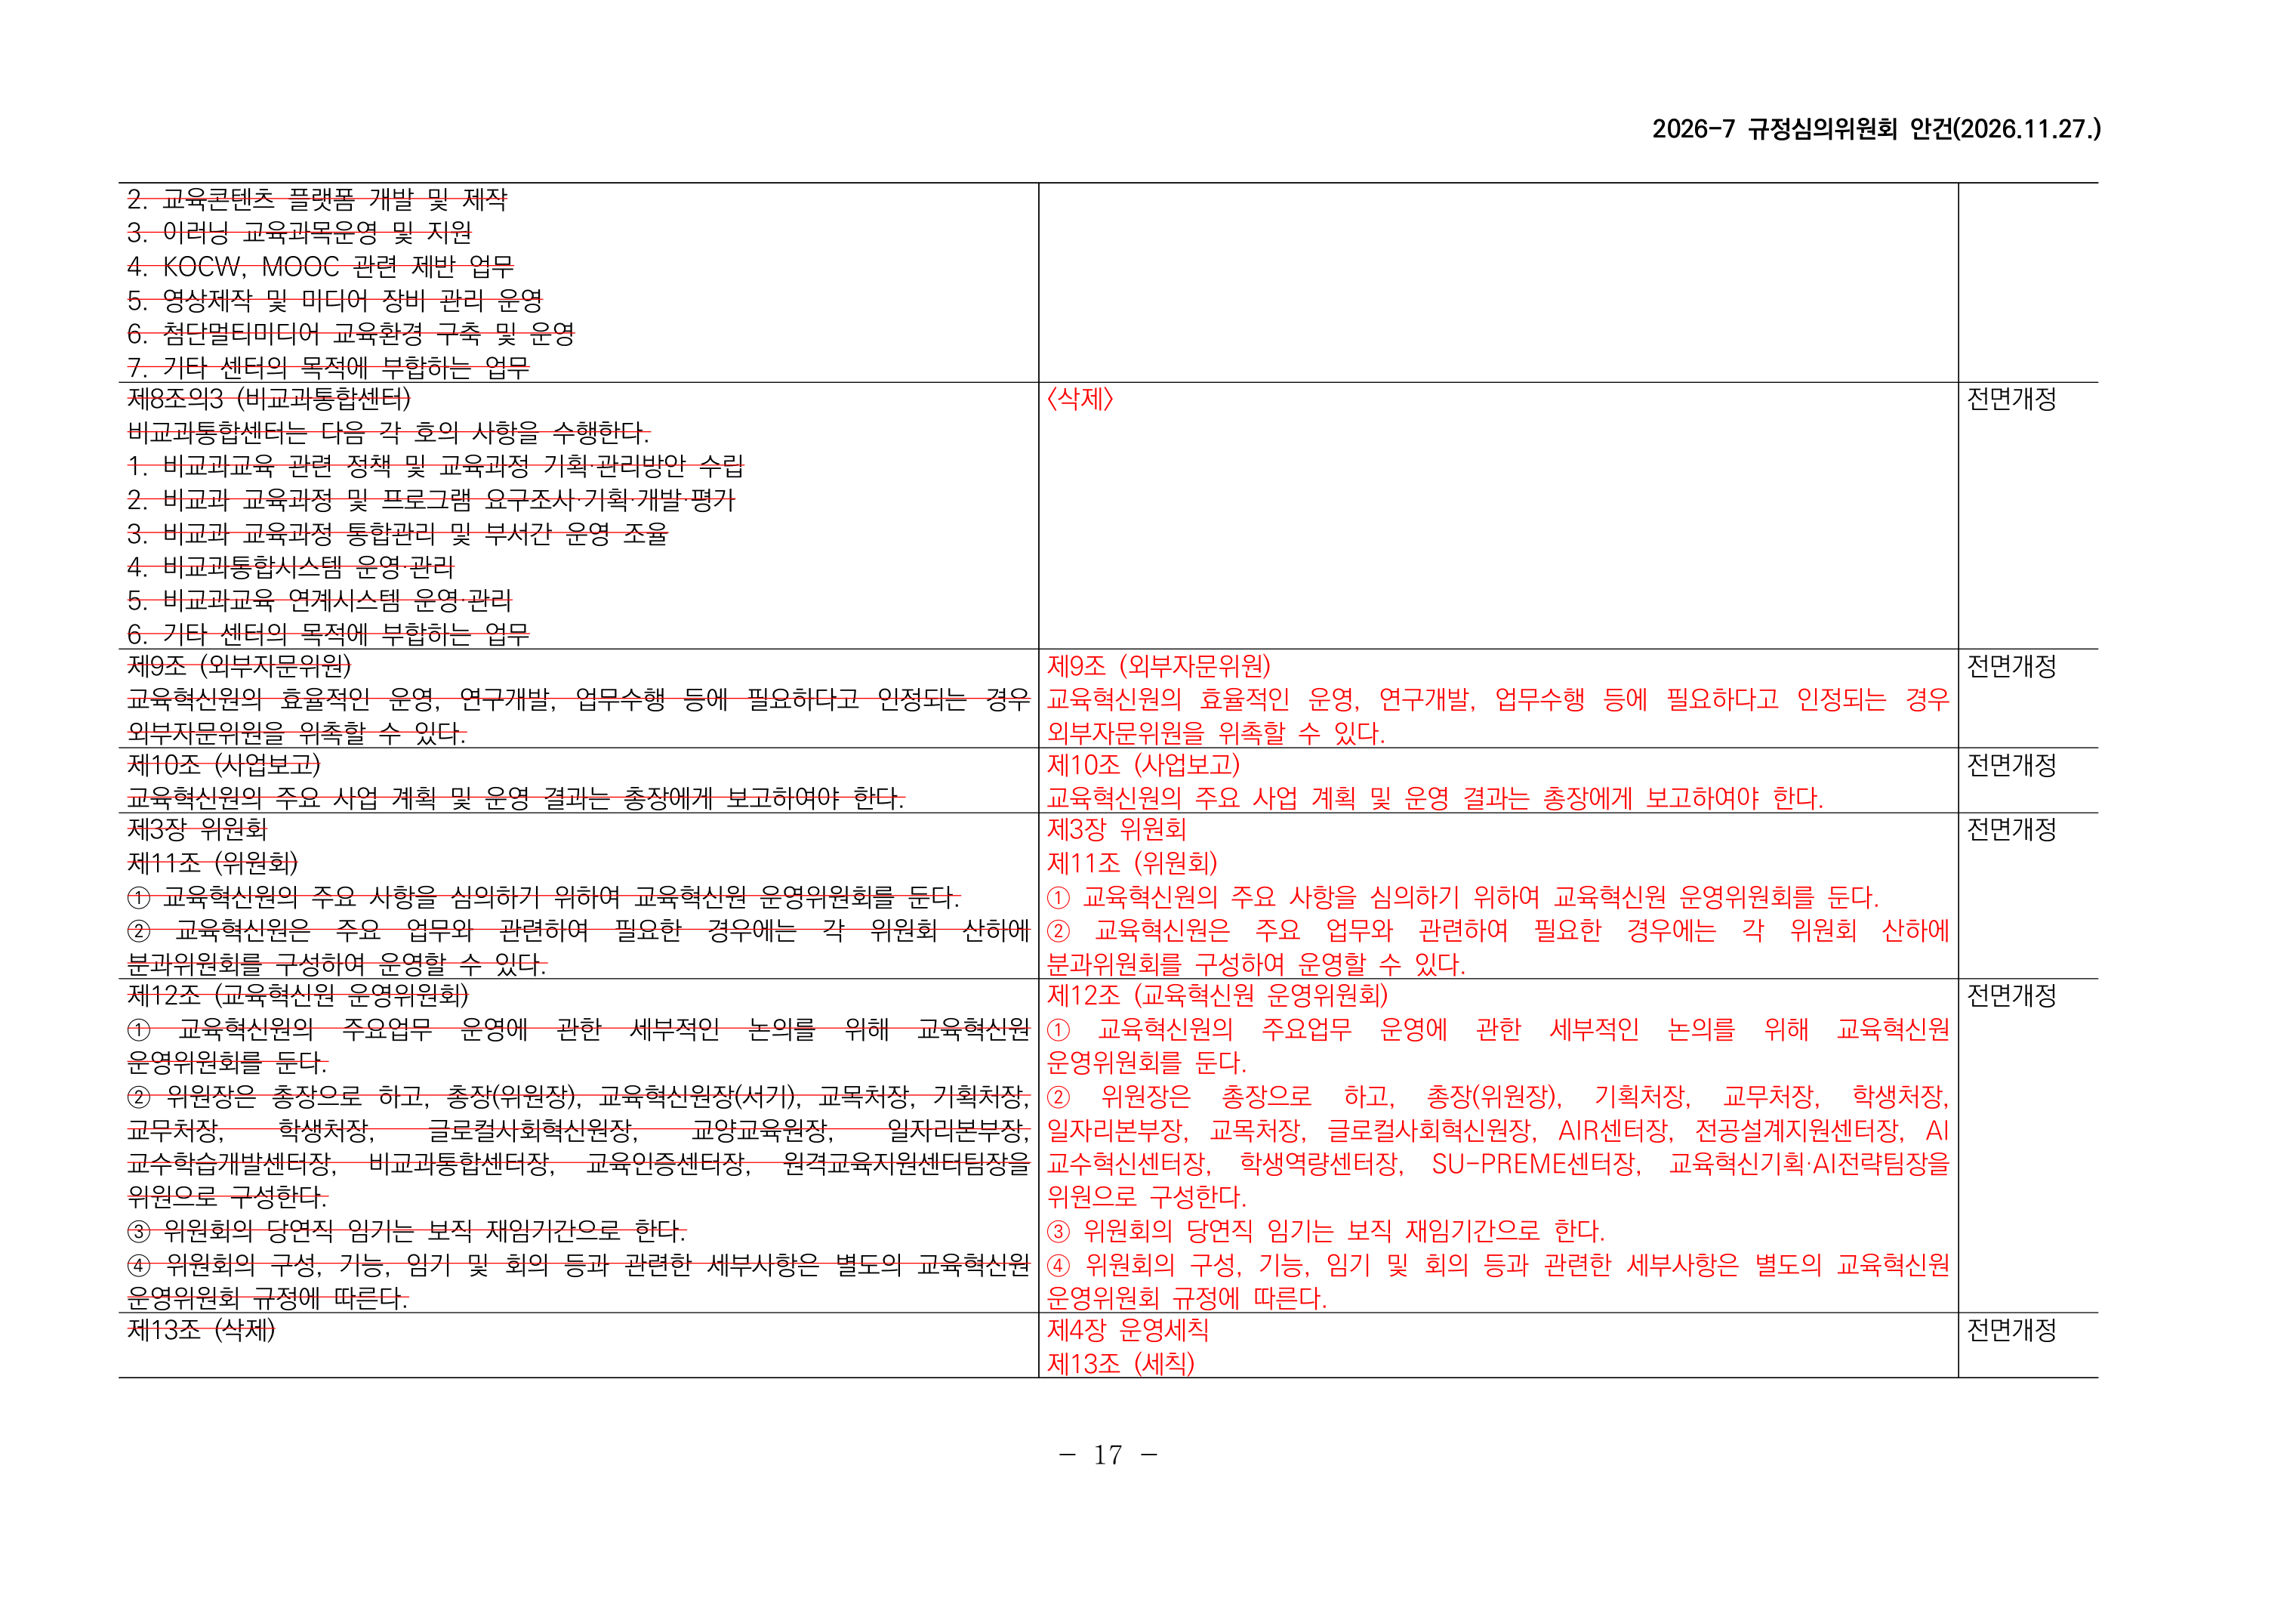 2026-7 규정심의위원회 안건(2026.11.27.)
2. 교육콘텐츠 플랫폼 개발 및 제작
3. 이러닝 교육과목운영 및 지원
4. KOCW, MOOC 관련 제반 업무
5. 영상제작 및 미디어 장비 관리 운영
6. 첨단멀티미디어 교육환경 구축 및 운영
7. 기타 센터의 목적에 부합하는 업무
제8조의3 (비교과통합센터)
비교과통합센터는 다음 각 호의 사항을 수행한다.
1. 비교과교육 관련 정책 및 교육과정 기획·관리방안 수립
2. 비교과 교육과정 및 프로그램 요구조사·기획·개발·평가
3. 비교과 교육과정 통합관리 및 부서간 운영 조율
4. 비교과통합시스템 운영·관리
5. 비교과교육 연계시스템 운영·관리
6. 기타 센터의 목적에 부합하는 업무
〈삭제〉
전면개정
제9조 (외부자문위원)
교육혁신원의 효율적인 운영, 연구개발, 업무수행 등에 필요하다고 인정되는 경우
외부자문위원을 위촉할 수 있다.
제9조 (외부자문위원)
교육혁신원의 효율적인 운영, 연구개발, 업무수행 등에 필요하다고 인정되는 경우
외부자문위원을 위촉할 수 있다.
전면개정
제10조 (사업보고)
교육혁신원의 주요 사업 계획 및 운영 결과는 총장에게 보고하여야 한다.
제10조 (사업보고)
교육혁신원의 주요 사업 계획 및 운영 결과는 총장에게 보고하여야 한다.
전면개정
제3장 위원회
제11조 (위원회)
① 교육혁신원의 주요 사항을 심의하기 위하여 교육혁신원 운영위원회를 둔다.
② 교육혁신원은 주요 업무와 관련하여 필요한 경우에는 각 위원회 산하에
분과위원회를 구성하여 운영할 수 있다.
제3장 위원회
제11조 (위원회)
① 교육혁신원의 주요 사항을 심의하기 위하여 교육혁신원 운영위원회를 둔다.
② 교육혁신원은 주요 업무와 관련하여 필요한 경우에는 각 위원회 산하에
분과위원회를 구성하여 운영할 수 있다.
전면개정
제12조 (교육혁신원 운영위원회)
① 교육혁신원의 주요업무 운영에 관한 세부적인 논의를 위해 교육혁신원
운영위원회를 둔다.
② 위원장은 총장으로 하고, 총장(위원장), 교육혁신원장(서기), 교목처장, 기획처장,
교무처장, 학생처장, 글로컬사회혁신원장, 교양교육원장, 일자리본부장,
교수학습개발센터장, 비교과통합센터장, 교육인증센터장, 원격교육지원센터팀장을
위원으로 구성한다.
③ 위원회의 당연직 임기는 보직 재임기간으로 한다.
④ 위원회의 구성, 기능, 임기 및 회의 등과 관련한 세부사항은 별도의 교육혁신원
운영위원회 규정에 따른다.
제12조 (교육혁신원 운영위원회)
① 교육혁신원의 주요업무 운영에 관한 세부적인 논의를 위해 교육혁신원
운영위원회를 둔다.
② 위원장은 총장으로 하고, 총장(위원장), 기획처장, 교무처장, 학생처장,
일자리본부장, 교목처장, 글로컬사회혁신원장, AIR센터장, 전공설계지원센터장, AI
교수혁신센터장, 학생역량센터장, SU-PREME센터장, 교육혁신기획·AI전략팀장을
위원으로 구성한다.
③ 위원회의 당연직 임기는 보직 재임기간으로 한다.
④ 위원회의 구성, 기능, 임기 및 회의 등과 관련한 세부사항은 별도의 교육혁신원
운영위원회 규정에 따른다.
전면개정
제13조 (삭제)
제4장 운영세칙
제13조 (세칙)
전면개정
- 17 -